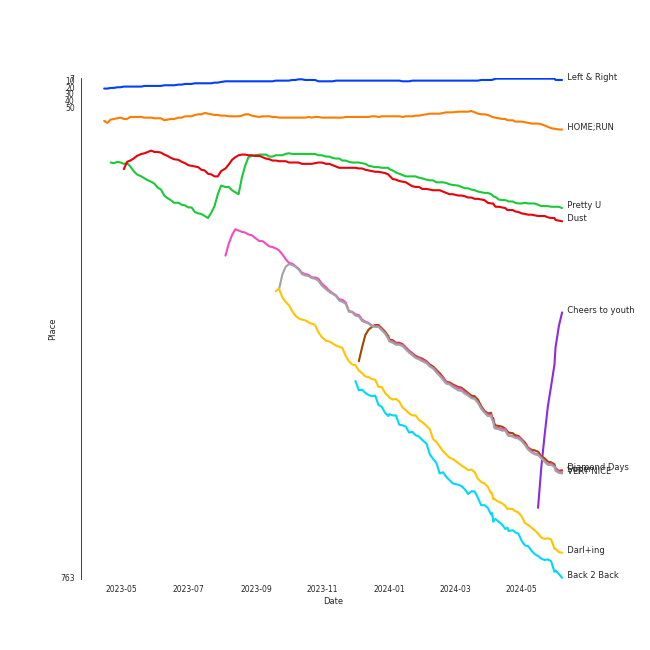 7
10
20
30
40
50
Left & Right
HOME;RUN
Pretty U
Dust
Cheers to youth
Place
Diamond Days
VERY NICE
Darl+ing
763
Back 2 Back
2023-05 2023-07 2023-09 2023-11 2024-01 2024-03 2024-05
Date